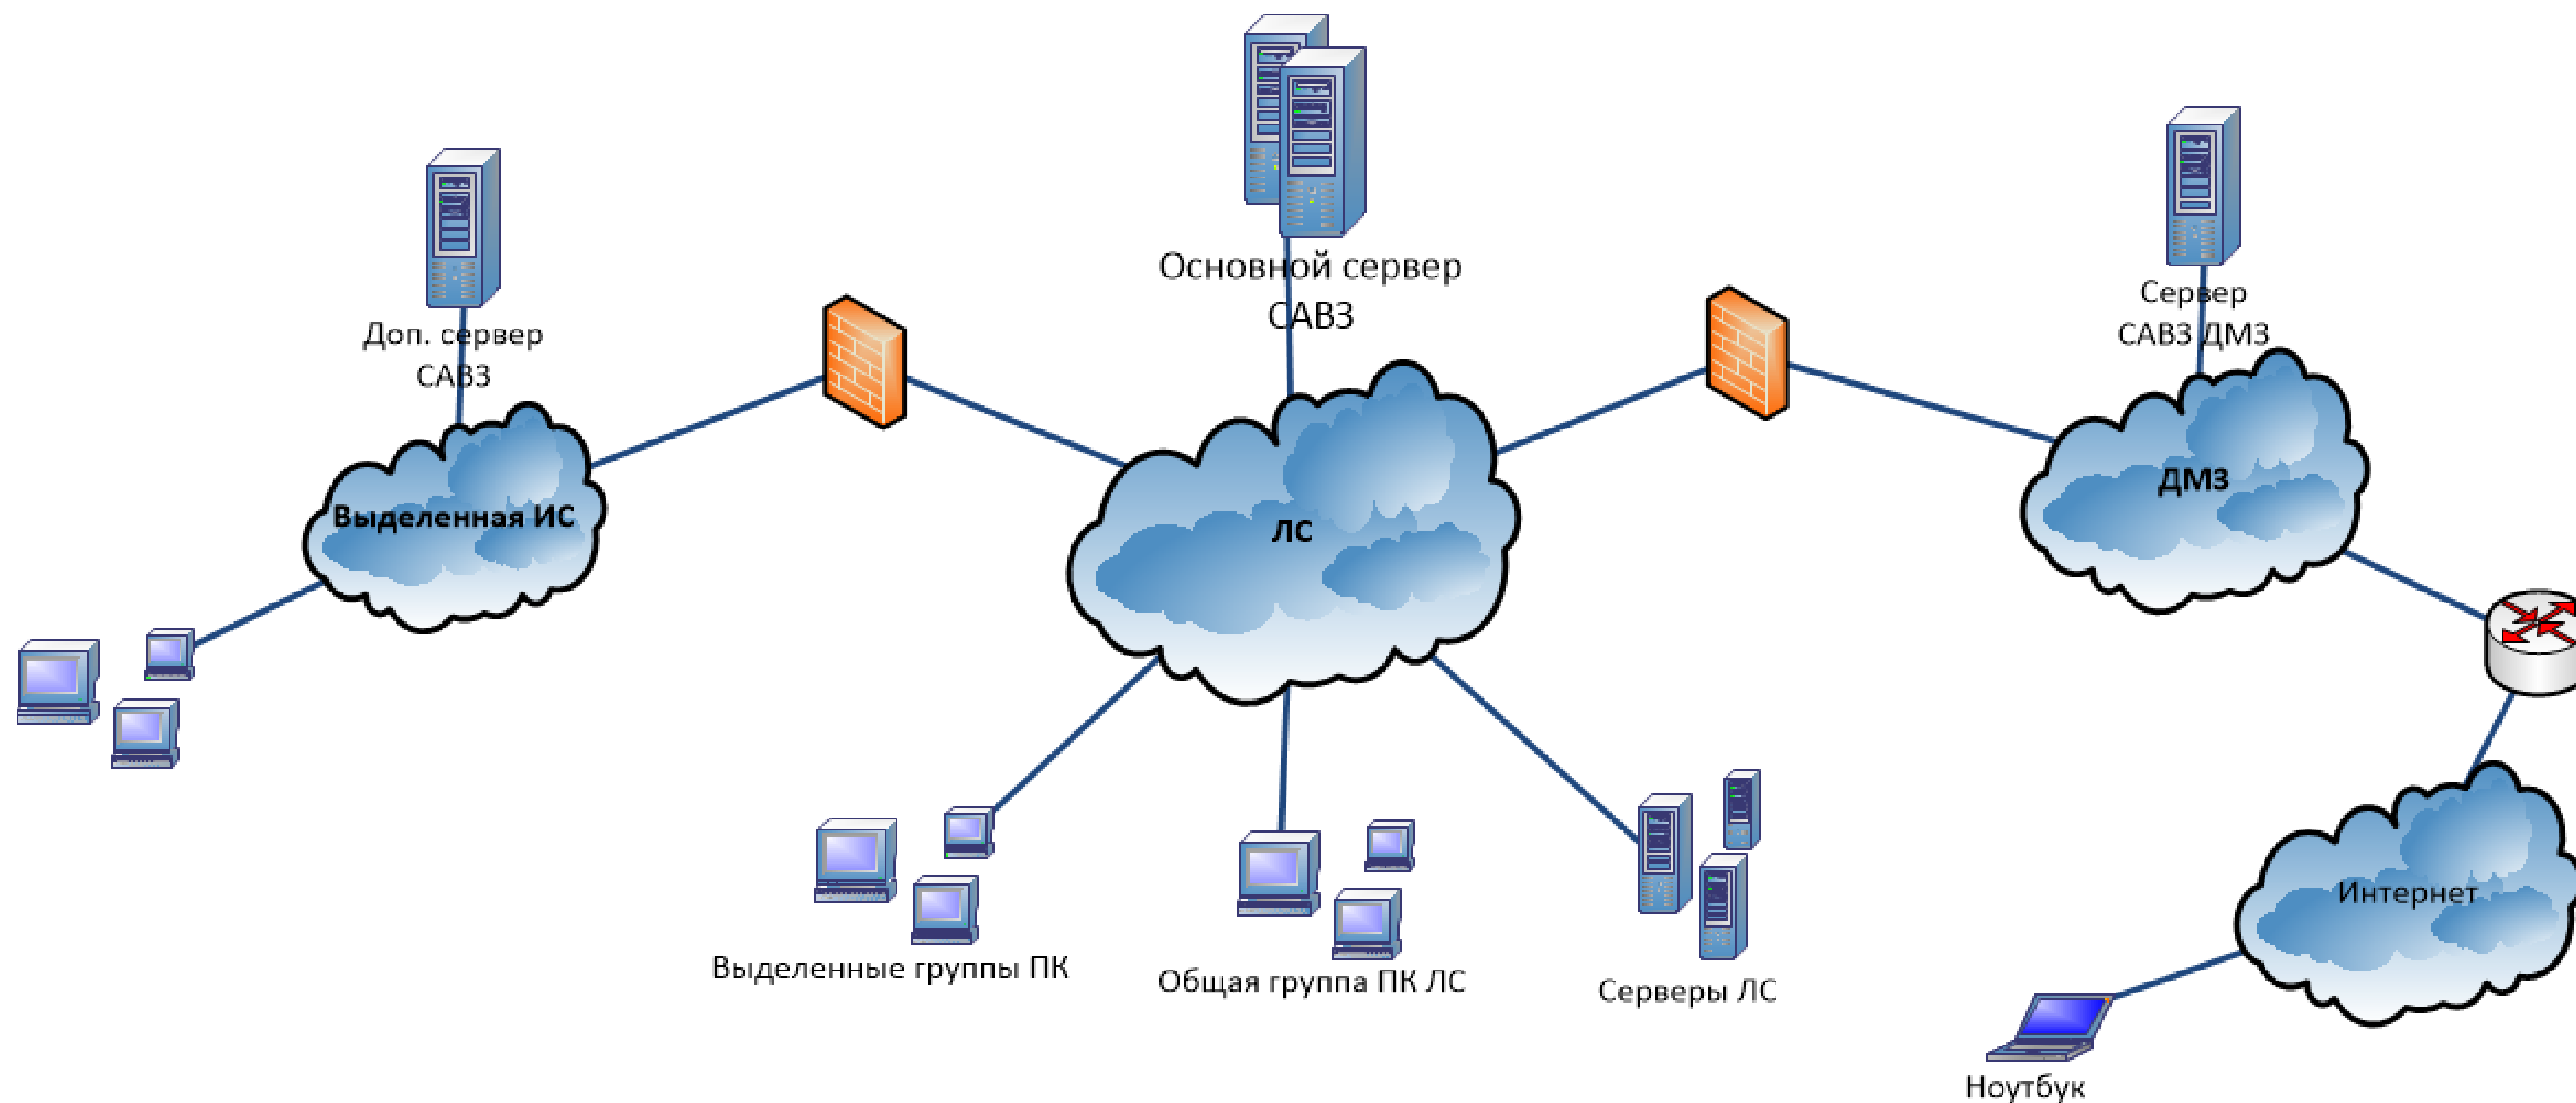 Основной сервер
САВЗ
Доп. сервер
САВЗ
Сервер
САВЗ ДМЗ
Выделенная ИС
ЛС
ДМЗ
Интернет
Выделенные группы ПК
Общая группа ПК ЛС
Серверы ЛС
Ноутбук